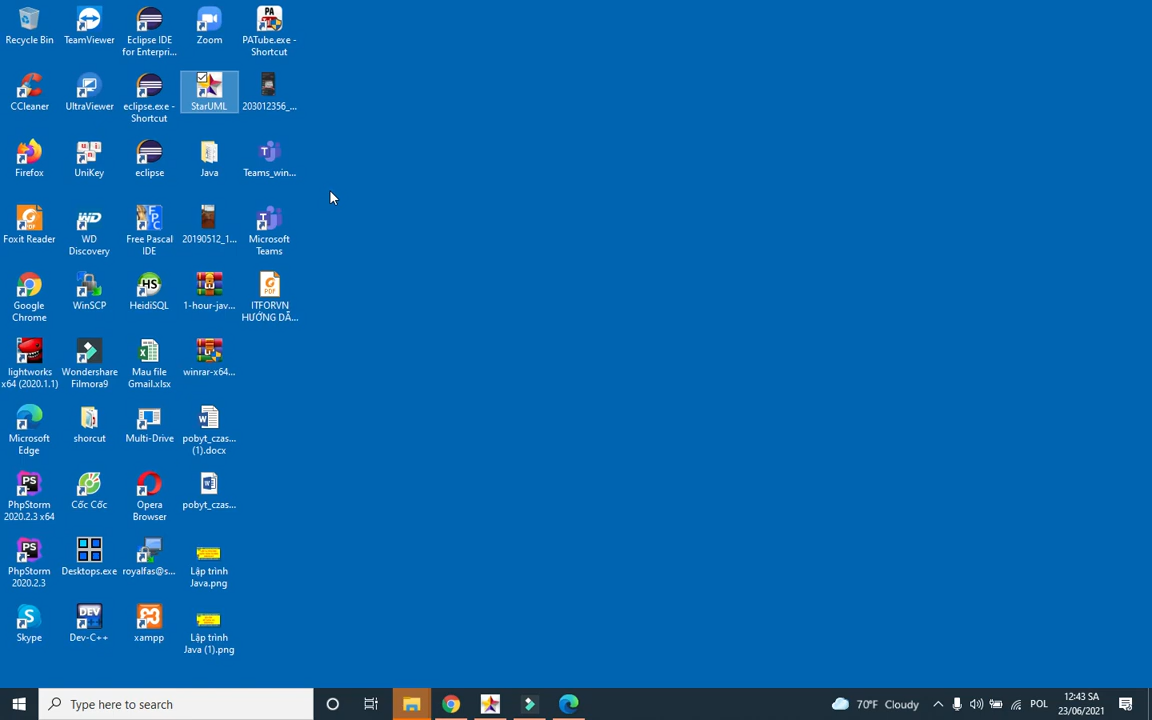 Recycle Bin
TeamViewer
Eclipse IDE
for Enterpri...
Zoom
PATube.exe -
Shortcut
CCleaner
UltraViewer
eclipse.exe -
Shortcut
StarUML
203012356_...
Firefox
UniKey
eclipse
Java
Teams_win...
Foxit Reader
WD
Discovery
Free Pascal
IDE
20190512_1...
Microsoft
Teams
Google
Chrome
WinSCP
HeidiSQL
1-hour-jav...
ITFORVN
HƯỚNG DẪ...
lightworks
x64 (2020.1.1)
Wondershare
Filmora9
Mau file
Gmail.xlsx
winrar-x64...
Microsoft
Edge
shorcut
Multi-Drive
pobyt_czas...
(1).docx
PhpStorm
2020.2.3 x64
Cốc Cốc
Opera
Browser
pobyt_czas...
PhpStorm
2020.2.3
Desktops.exe
royalfas@s...
Lập trình
Java.png
Skype
Dev-C++
xampp
Lập trình
Java (1).png
Type here to search
70°F Cloudy
POL
12:43 SA
23/06/2021